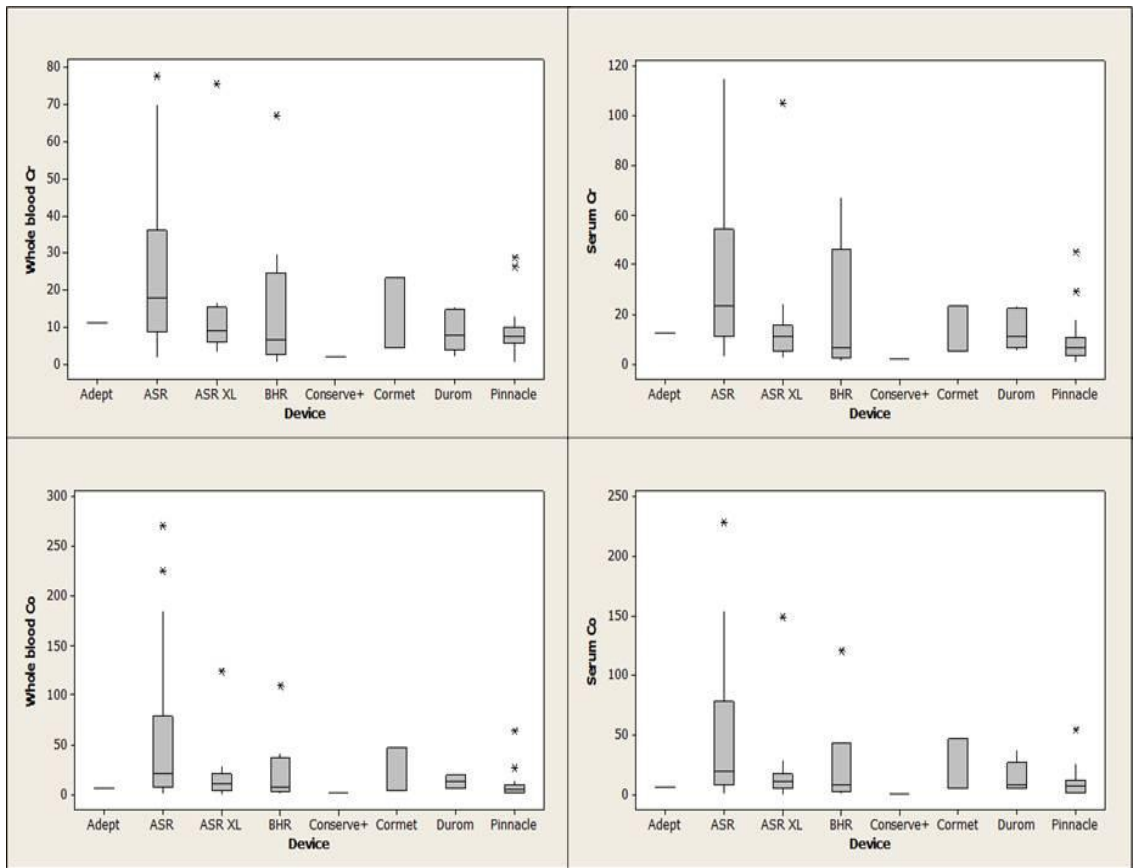 Whole blood Cr
80
70
60
50
40
30
20
10
0
Adept ASR ASR XL BHR Conserve+ Cormet Durom Pinnacle
Device
Serum Cr
120
100
80
60
40
20
0
Adept ASR ASR XL BHR Conserve+ Cormet Durom Pinnacle
Device
Whole blood Co
300
250
200
150
100
50
0
Adept ASR ASR XL BHR Conserve+ Cormet Durom Pinnacle
Device
Serum Co
250
200
150
100
50
0
Adept ASR ASR XL BHR Conserve+ Cormet Durom Pinnacle
Device